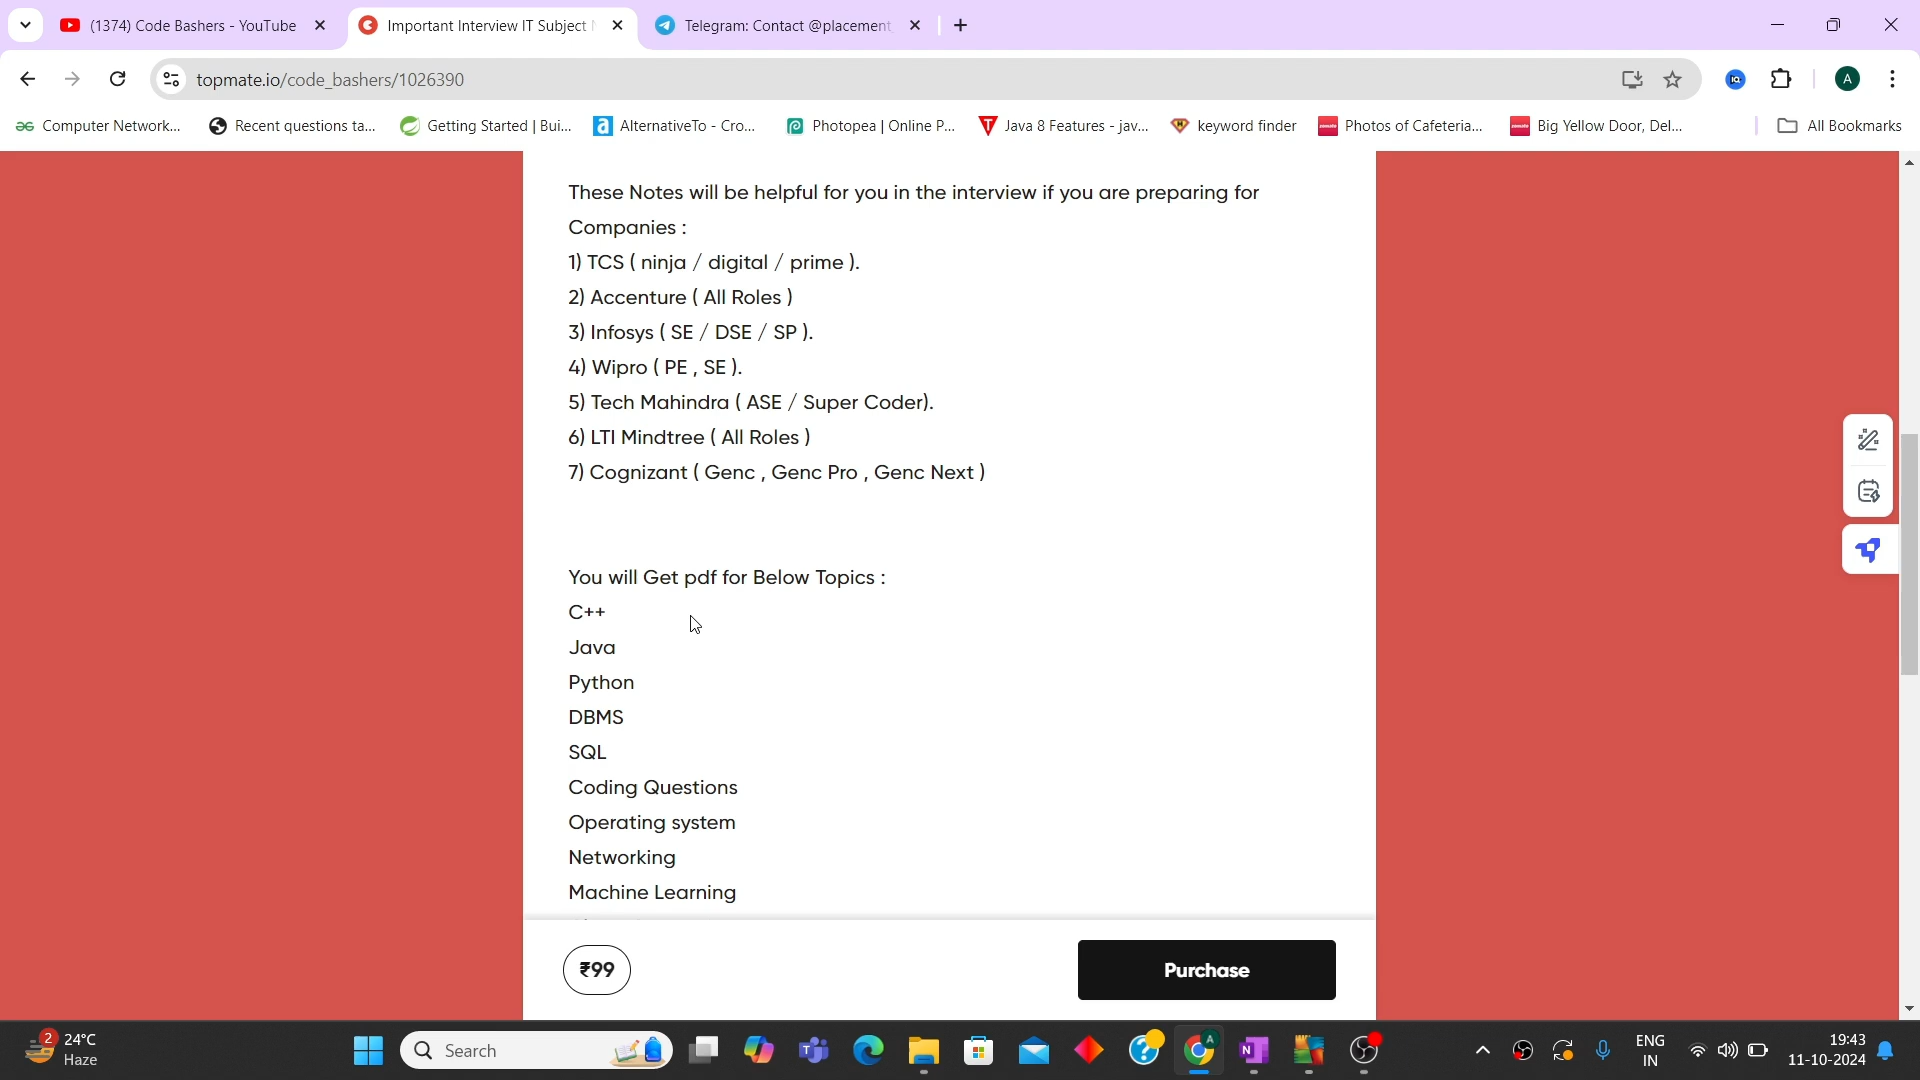 (1374) Code Bashers - YouTube
Important Interview IT Subject
Telegram: Contact @placement
topmate.io/code_bashers/1026390
A
Computer Network...
Recent questions ta...
Getting Started | Bui...
AlternativeTo - Cro...
Photopea | Online P...
Java 8 Features - jav...
keyword finder
Photos of Cafeteria...
Big Yellow Door, Del...
All Bookmarks
These Notes will be helpful for you in the interview if you are preparing for
Companies :
1) TCS ( ninja / digital / prime ).
2) Accenture ( All Roles )
3) Infosys ( SE / DSE / SP ).
4) Wipro ( PE , SE ).
5) Tech Mahindra ( ASE / Super Coder).
6) LTI Mindtree ( All Roles )
7) Cognizant ( Genc , Genc Pro , Genc Next )
You will Get pdf for Below Topics :
C++
Java
Python
DBMS
SQL
Coding Questions
Operating system
Networking
Machine Learning
₹99
Purchase
2
24°C
Haze
Search
ENG
IN
19:43
11-10-2024